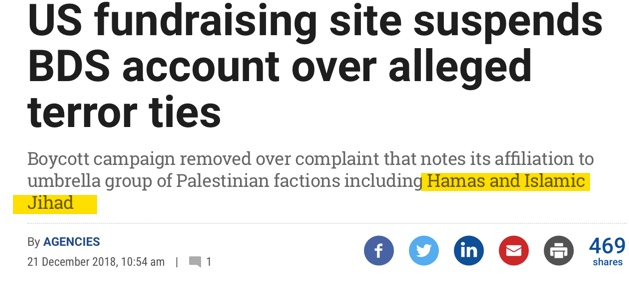 US fundraising site suspends
BDS account over alleged
terror ties
Boycott campaign removed over complaint that notes its affiliation to
umbrella group of Palestinian factions including Hamas and Islamic
Jihad
By AGENCIES
21 December 2018, 10:54 am | 1
469
shares